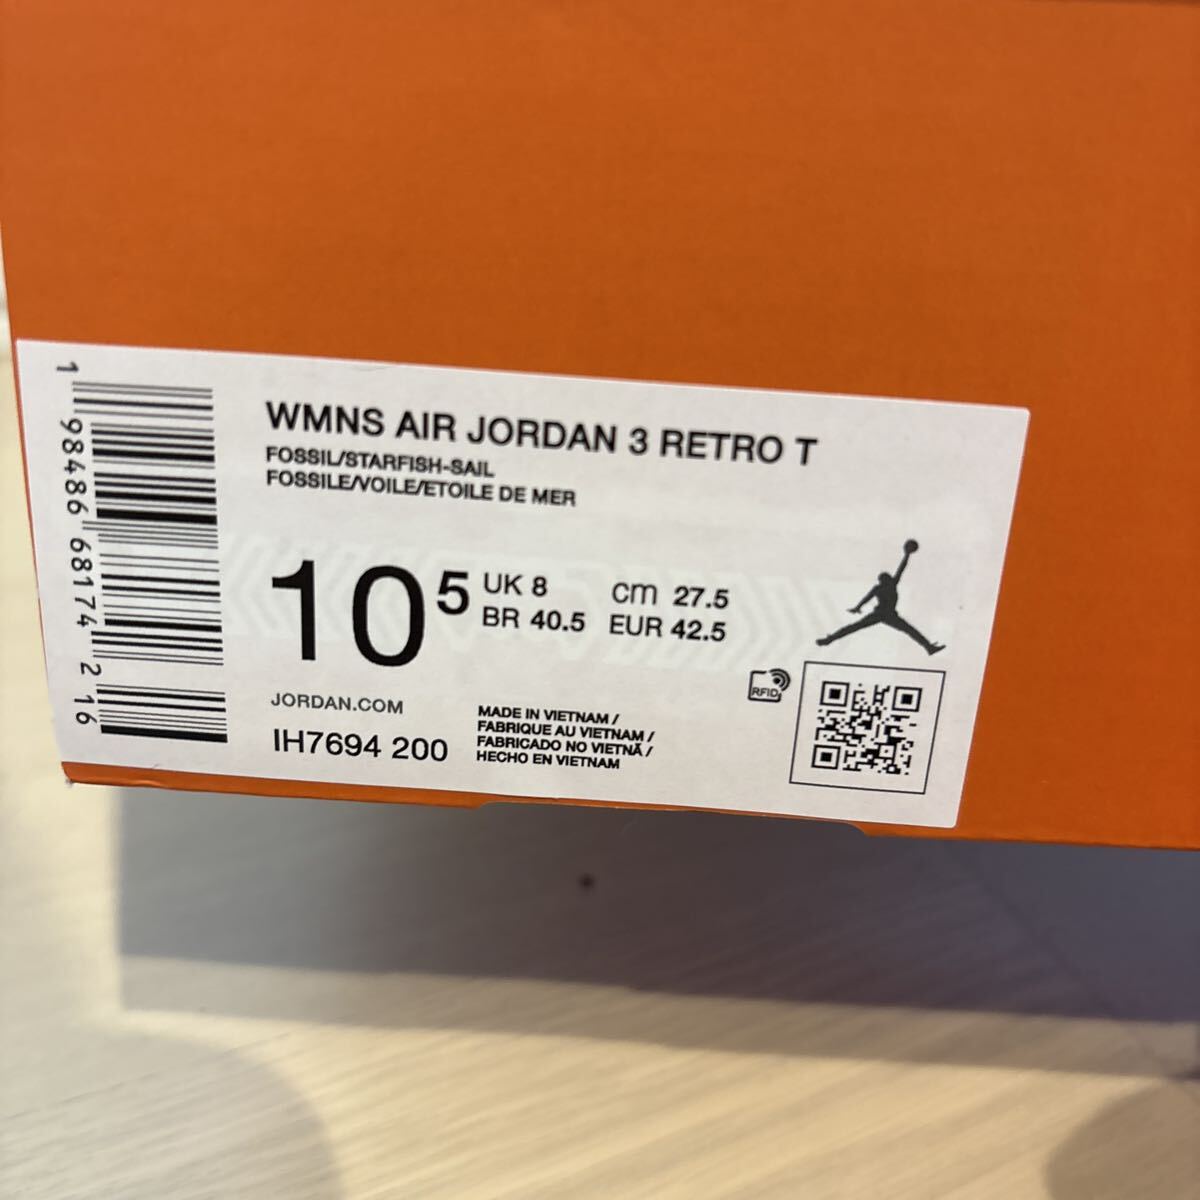 1 98486 68174 2 16
WMNS AIR JORDAN 3 RETRO T
FOSSIL/STARFISH-SAIL
FOSSILE/VOILE/ETOILE DE MER
10 5
UK 8 cm 27.5
BR 40.5 EUR 42.5
JORDAN.COM
IH7694 200
MADE IN VIETNAM /
FABRIQUE AU VIETNAM /
FABRICADO NO VIETNÃ /
HECHO EN VIETNAM
RFID